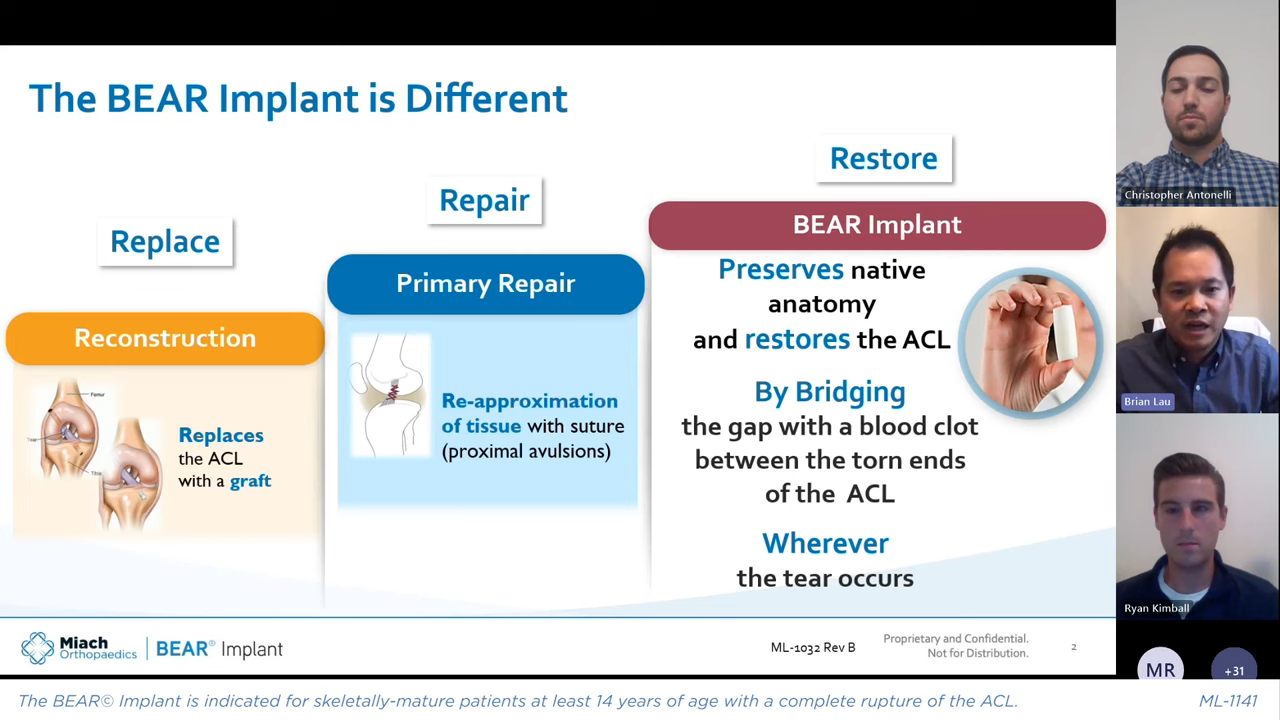 The BEAR Implant is Different
Replace
Reconstruction
Femur
Replaces
the ACL
with a graft
Repair
Primary Repair
Re-approximation
of tissue with suture
(proximal avulsions)
Restore
BEAR Implant
Preserves native
anatomy
and restores the ACL
By Bridging
the gap with a blood clot
between the torn ends
of the ACL
Wherever
the tear occurs
Miach
Orthopaedics
BEAR® Implant
ML-1032 Rev B
Proprietary and Confidential.
Not for Distribution.
2
Christopher Antonelli
Brian Lau
Ryan Kimball
MR
+31
The BEAR© Implant is indicated for skeletally-mature patients at least 14 years of age with a complete rupture of the ACL.
ML-1141